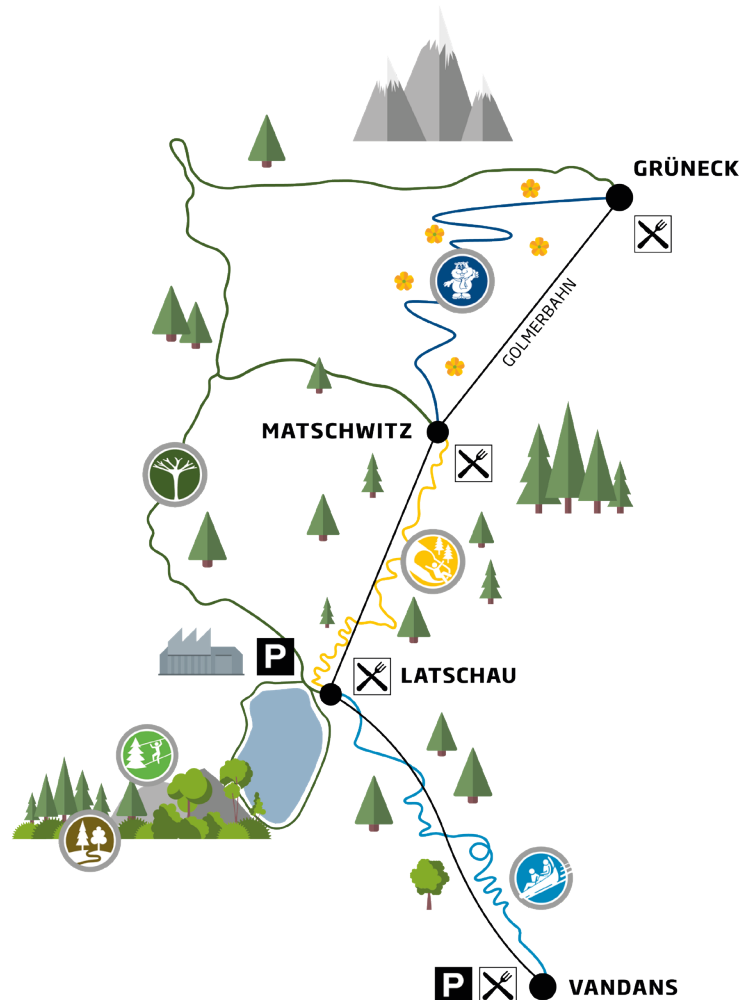 GRÜNECK
GOLMERBAHN
MATSCHWITZ
P
LATSCHAU
P
VANDANS